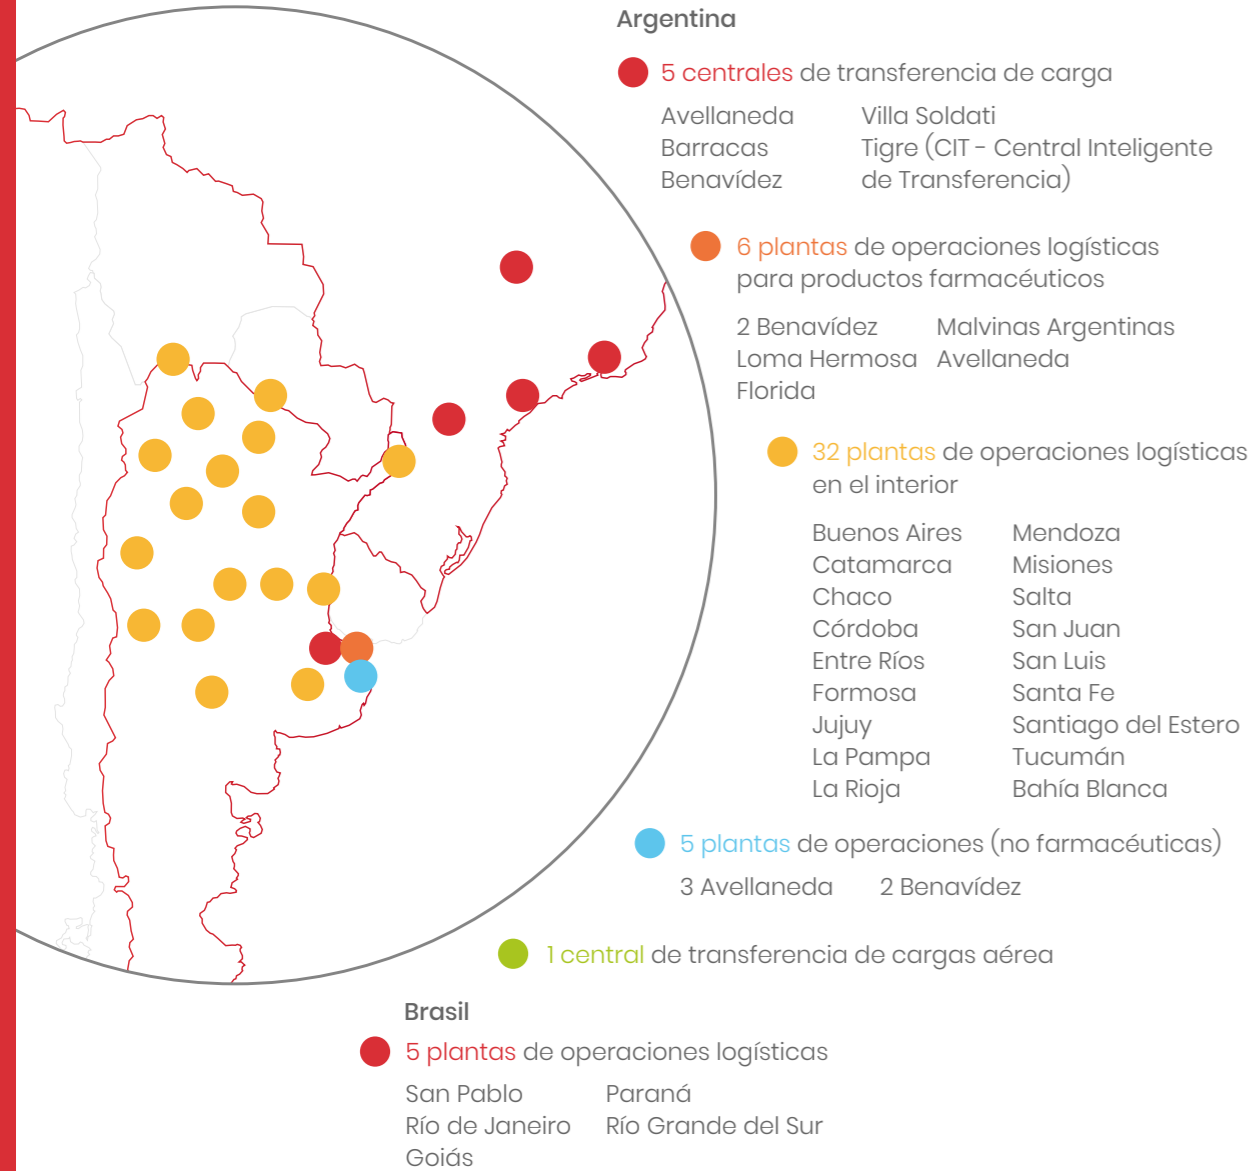 Argentina
5 centrales de transferencia de carga
Avellaneda
Barracas
Benavídez
Villa Soldati
Tigre (CIT - Central Inteligente
de Transferencia)
6 plantas de operaciones logísticas
para productos farmacéuticos
2 Benavídez
Loma Hermosa
Florida
Malvinas Argentinas
Avellaneda
32 plantas de operaciones logísticas
en el interior
Buenos Aires
Catamarca
Chaco
Córdoba
Entre Ríos
Formosa
Jujuy
La Pampa
La Rioja
Mendoza
Misiones
Salta
San Juan
San Luis
Santa Fe
Santiago del Estero
Tucumán
Bahía Blanca
5 plantas de operaciones (no farmacéuticas)
3 Avellaneda
2 Benavídez
1 central de transferencia de cargas aérea
Brasil
5 plantas de operaciones logísticas
San Pablo
Río de Janeiro
Goiás
Paraná
Río Grande del Sur